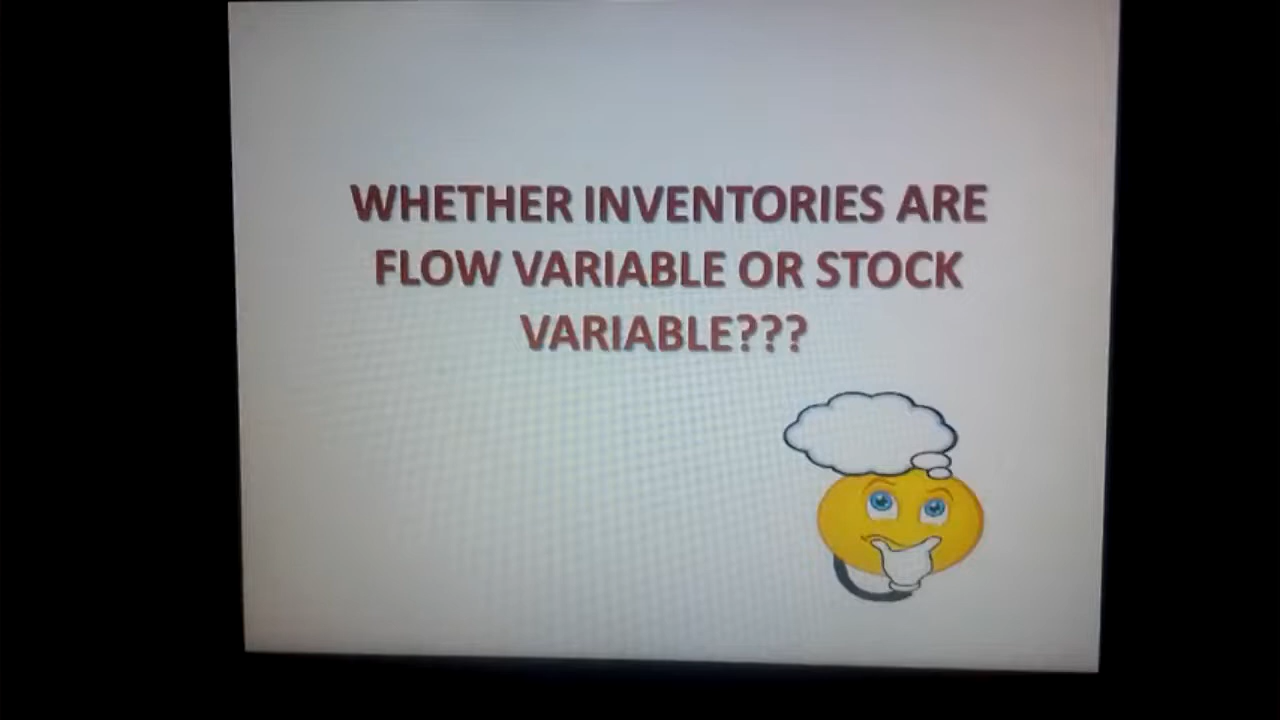 WHETHER INVENTORIES ARE
FLOW VARIABLE OR STOCK
VARIABLE???